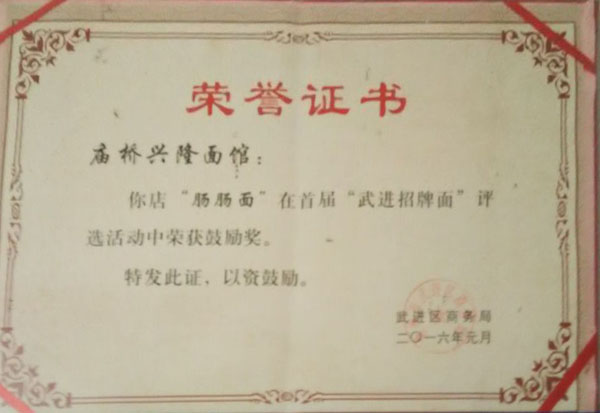 荣誉证书
庙桥兴隆面馆：
你店“肠肠面”在首届“武进招牌面”评
选活动中荣获鼓励奖。
特发此证，以资鼓励。
武进区商务局
二〇一六年元月